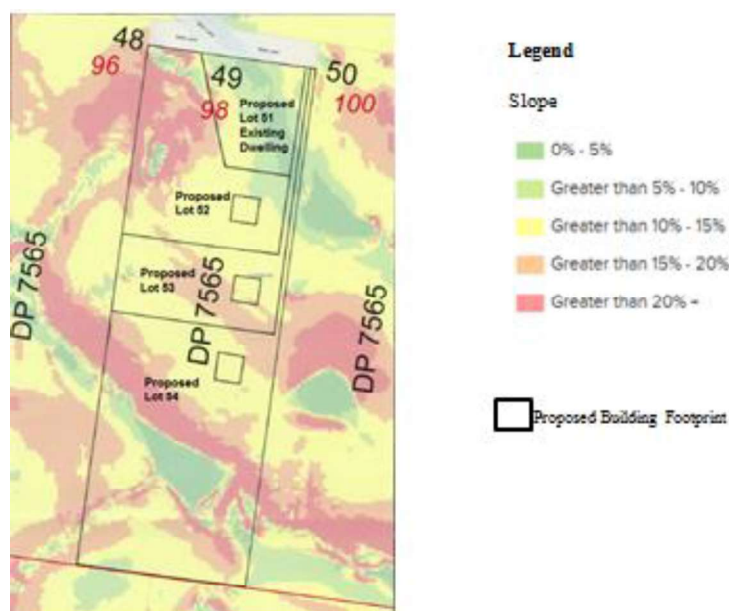 48
96
49
98
50
100
Proposed
Lot 51
Existing
Dwelling
Proposed
Lot 52
Proposed
Lot 53
Proposed
Lot 54
DP 7565
DP 7565
DP 7565
Legend
Slope
0% - 5%
Greater than 5% - 10%
Greater than 10% - 15%
Greater than 15% - 20%
Greater than 20% +
Proposed Building Footprint